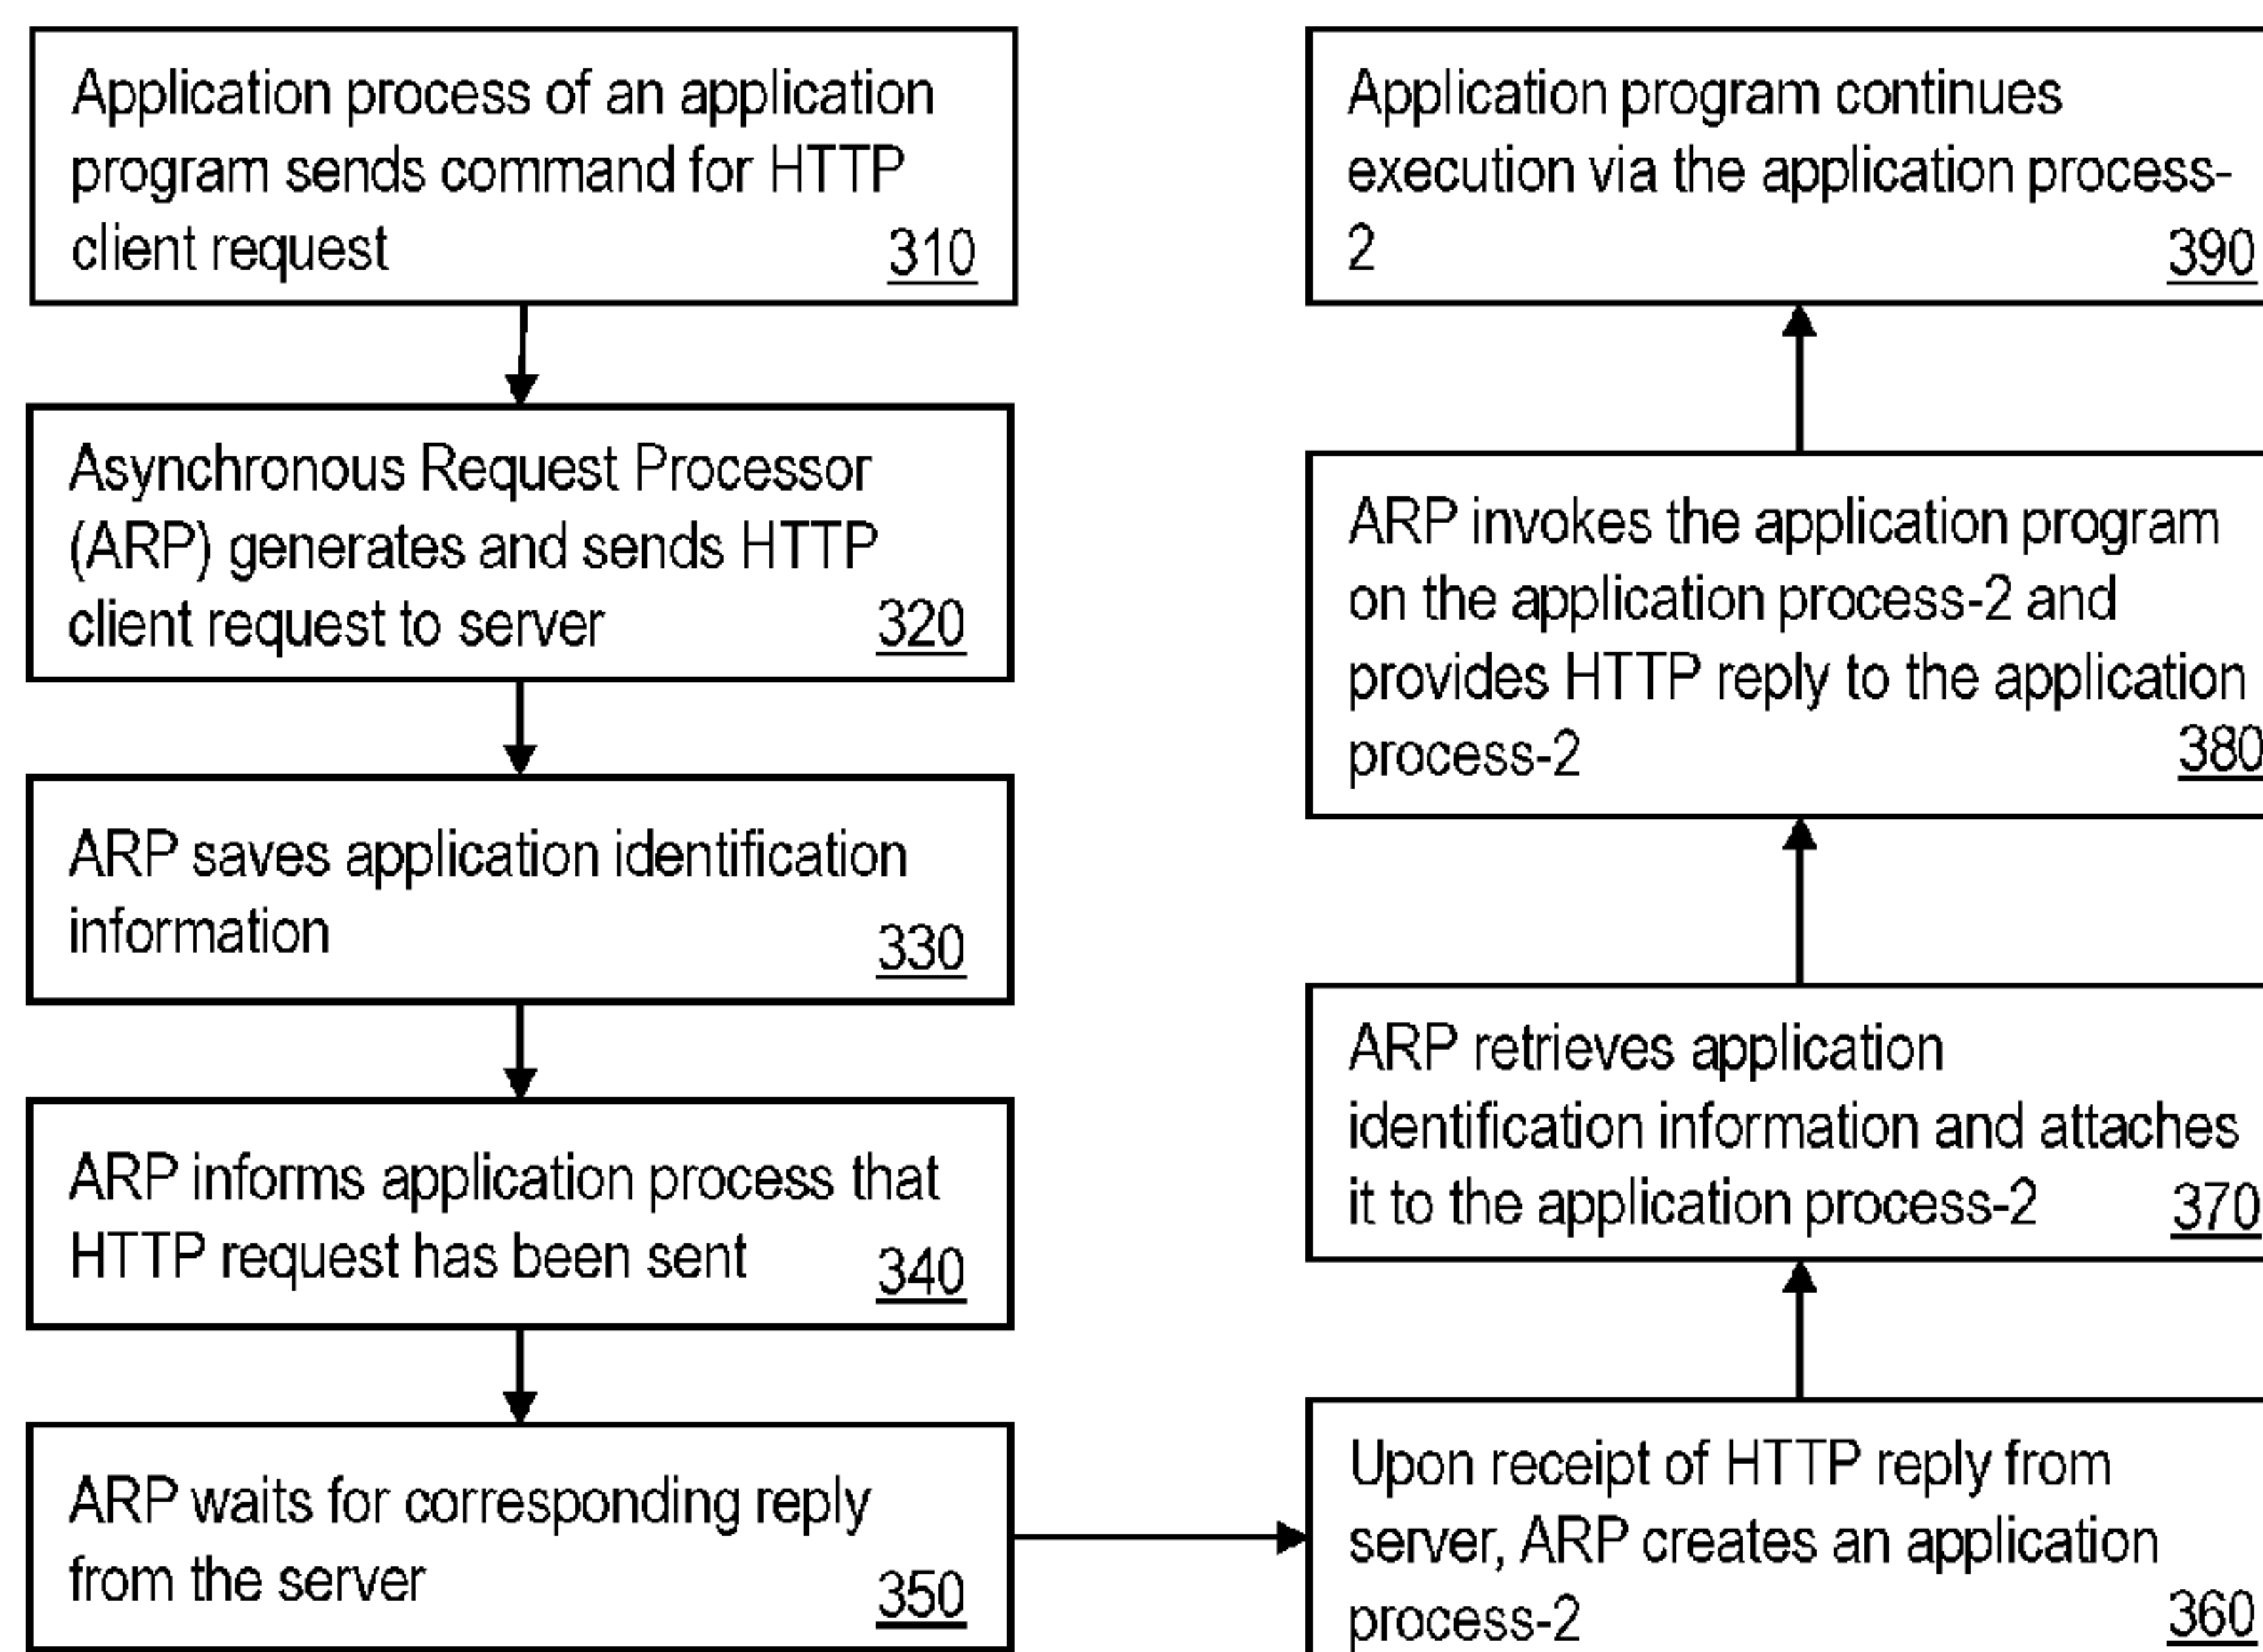 Application process of an application
program sends command for HTTP
client request 310
Asynchronous Request Processor
(ARP) generates and sends HTTP
client request to server 320
ARP saves application identification
information 330
ARP informs application process that
HTTP request has been sent 340
ARP waits for corresponding reply
from the server 350
Upon receipt of HTTP reply from
server, ARP creates an application
process-2 360
ARP retrieves application
identification information and attaches
it to the application process-2 370
ARP invokes the application program
on the application process-2 and
provides HTTP reply to the application
process-2 380
Application program continues
execution via the application process-
2 390